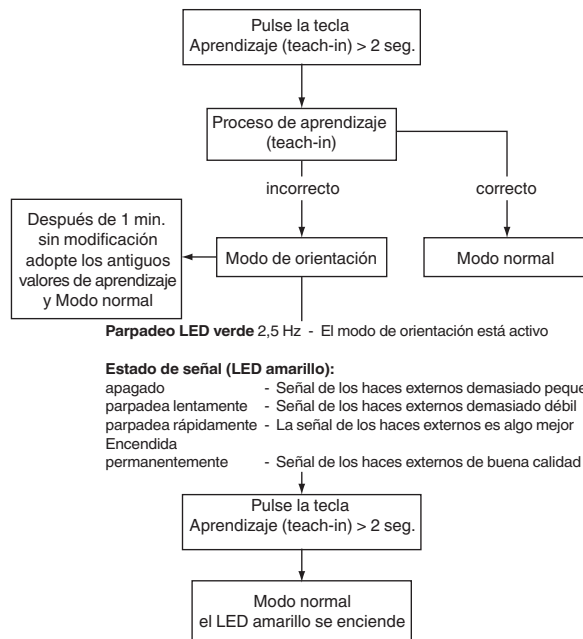 Pulse la tecla
Aprendizaje (teach-in) > 2 seg.
Proceso de aprendizaje
(teach-in)
incorrecto
correcto
Después de 1 min.
sin modificación
adopte los antiguos
valores de aprendizaje
y Modo normal
Modo de orientación
Modo normal
Parpadeo LED verde 2,5 Hz - El modo de orientación está activo
Estado de señal (LED amarillo):
apagado - Señal de los haces externos demasiado
parpadea lentamente - Señal de los haces externos demasiado débil
parpadea rápidamente - La señal de los haces externos es algo mejor
Encendida
permanentemente - Señal de los haces externos de buena calidad
Pulse la tecla
Aprendizaje (teach-in) > 2 seg.
Modo normal
el LED amarillo se enciende